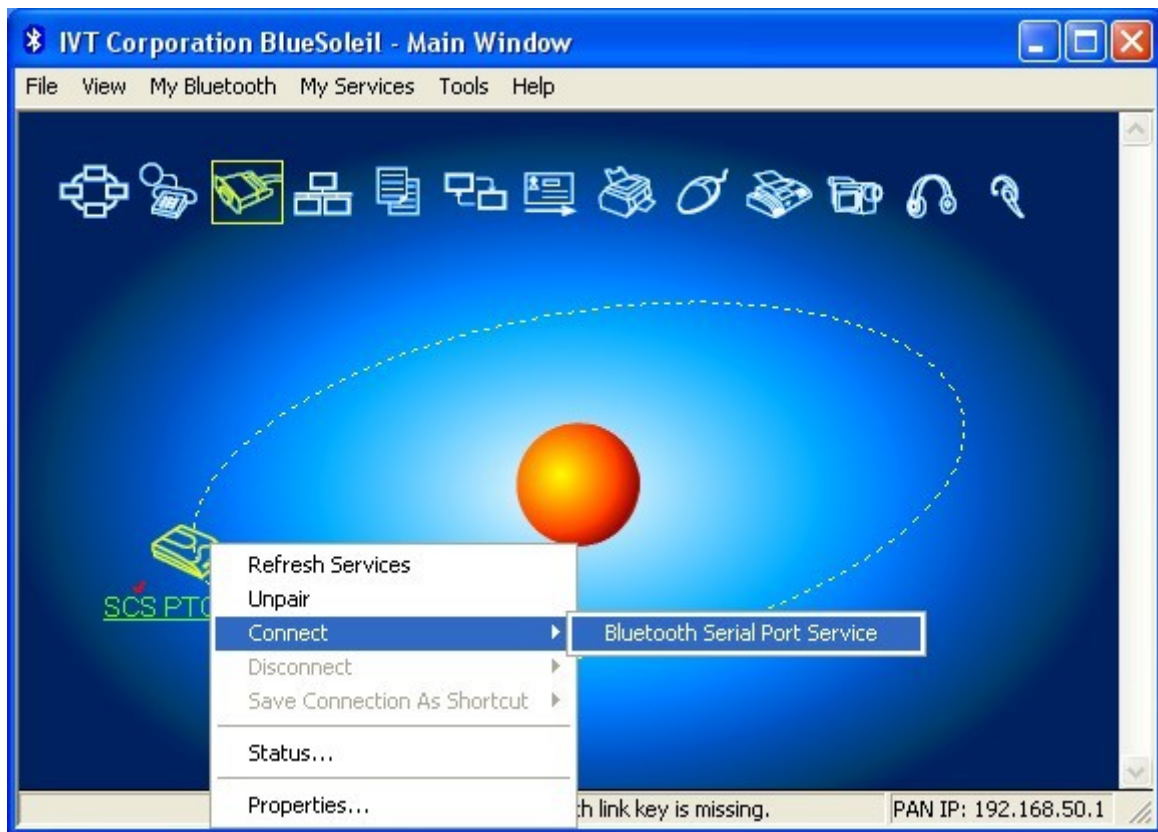 IVT Corporation BlueSoleil - Main Window
File View My Bluetooth My Services Tools Help
SCS PTC
Refresh Services
Unpair
Connect
Bluetooth Serial Port Service
Disconnect
Save Connection As Shortcut
Status...
Properties...
link key is missing.
PAN IP: 192.168.50.1